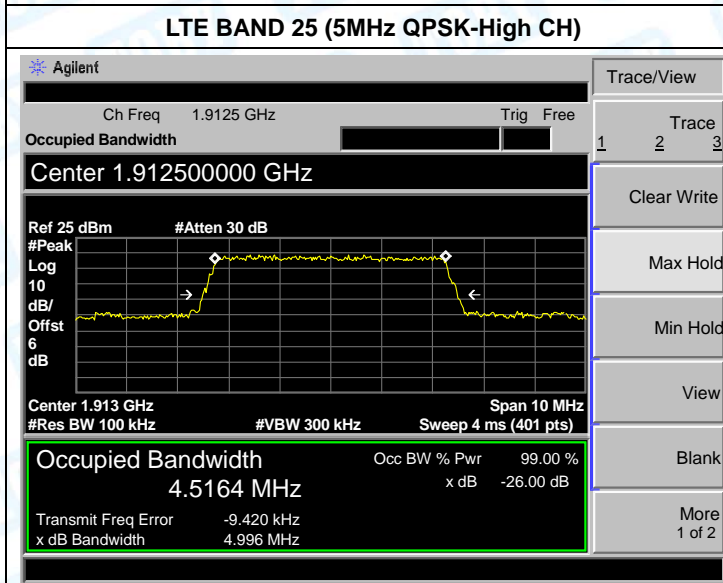 LTE BAND 25 (5MHz QPSK-High CH)
Agilent
Trace/View
Ch Freq 1.9125 GHz Trig Free
Occupied Bandwidth
Trace
1 2 3
Center 1.912500000 GHz
Clear Write
Ref 25 dBm #Atten 30 dB
#Peak
Log
10
dB/
Offst
6
dB
Max Hold
Min Hold
View
Center 1.913 GHz Span 10 MHz
#Res BW 100 kHz #VBW 300 kHz Sweep 4 ms (401 pts)
Occupied Bandwidth Occ BW % Pwr 99.00 %
4.5164 MHz x dB -26.00 dB
Blank
Transmit Freq Error -9.420 kHz
x dB Bandwidth 4.996 MHz
More
1 of 2